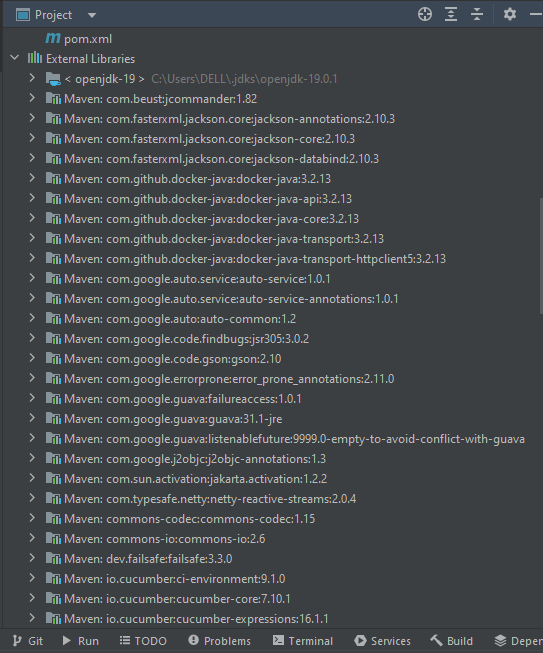 Project
pom.xml
External Libraries
< openjdk-19 > C:\Users\DELL\.jdks\openjdk-19.0.1
Maven: com.beust:jcommander:1.82
Maven: com.fasterxml.jackson.core:jackson-annotations:2.10.3
Maven: com.fasterxml.jackson.core:jackson-core:2.10.3
Maven: com.fasterxml.jackson.core:jackson-databind:2.10.3
Maven: com.github.docker-java:docker-java:3.2.13
Maven: com.github.docker-java:docker-java-api:3.2.13
Maven: com.github.docker-java:docker-java-core:3.2.13
Maven: com.github.docker-java:docker-java-transport:3.2.13
Maven: com.github.docker-java:docker-java-transport-httpclient5:3.2.13
Maven: com.google.auto.service:auto-service:1.0.1
Maven: com.google.auto.service:auto-service-annotations:1.0.1
Maven: com.google.auto:auto-common:1.2
Maven: com.google.code.findbugs:jsr305:3.0.2
Maven: com.google.code.gson:gson:2.10
Maven: com.google.errorprone:error_prone_annotations:2.11.0
Maven: com.google.guava:failureaccess:1.0.1
Maven: com.google.guava:guava:31.1-jre
Maven: com.google.guava:listenablefuture:9999.0-empty-to-avoid-conflict-with-guava
Maven: com.google.j2objc:j2objc-annotations:1.3
Maven: com.sun.activation:jakarta.activation:1.2.2
Maven: com.typesafe.netty:netty-reactive-streams:2.0.4
Maven: commons-codec:commons-codec:1.15
Maven: commons-io:commons-io:2.6
Maven: dev.failsafe:failsafe:3.3.0
Maven: io.cucumber:ci-environment:9.1.0
Maven: io.cucumber:cucumber-core:7.10.1
Maven: io.cucumber:cucumber-expressions:16.1.1
Git Run TODO Problems Terminal Services Build Depen